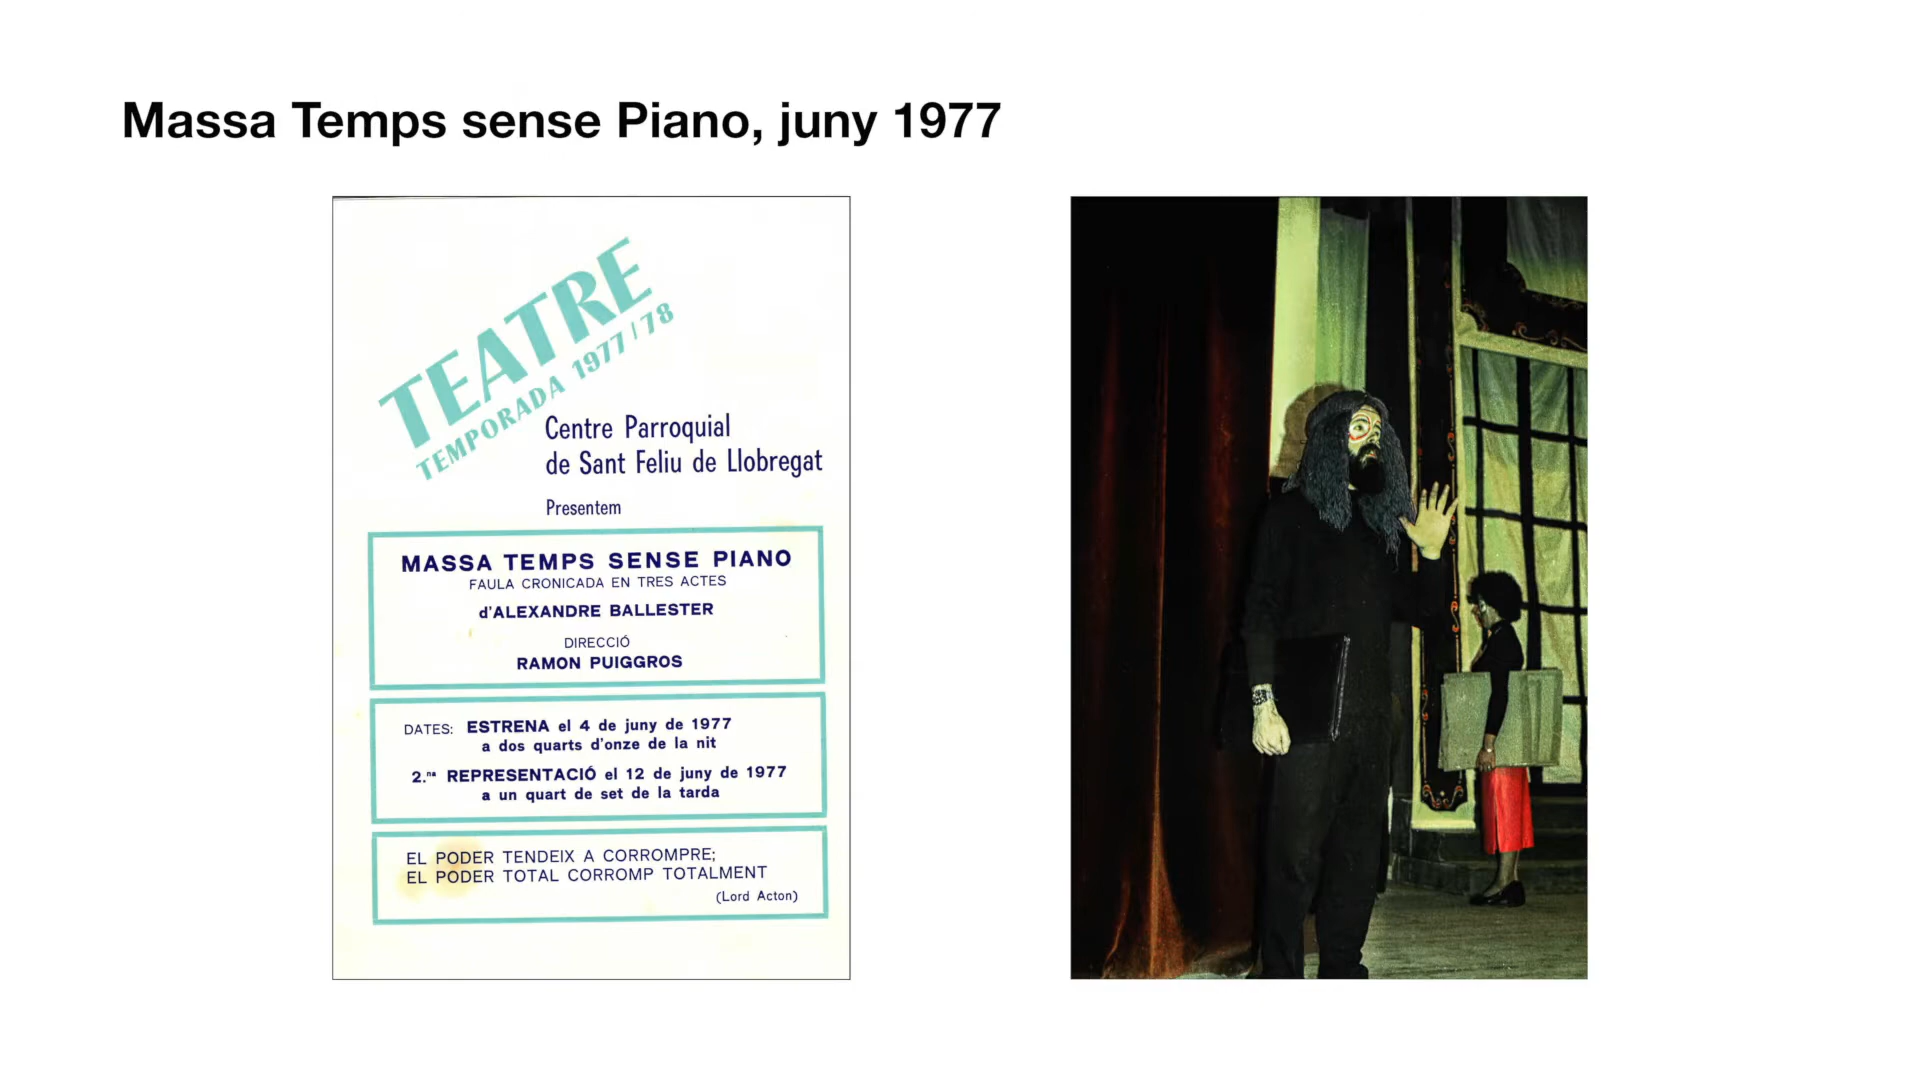 Massa Temps sense Piano, juny 1977
TEATRE
TEMPORADA 1977/78
Centre Parroquial
de Sant Feliu de Llobregat
Presentem
MASSA TEMPS SENSE PIANO
FAULA CRONICADA EN TRES ACTES
d'ALEXANDRE BALLESTER
DIRECCIÓ
RAMON PUIGGROS
DATES: ESTRENA el 4 de juny de 1977
a dos quarts d'onze de la nit
2.na REPRESENTACIÓ el 12 de juny de 1977
a un quart de set de la tarda
EL PODER TENDEIX A CORROMPRE;
EL PODER TOTAL CORROMP TOTALMENT
(Lord Acton)